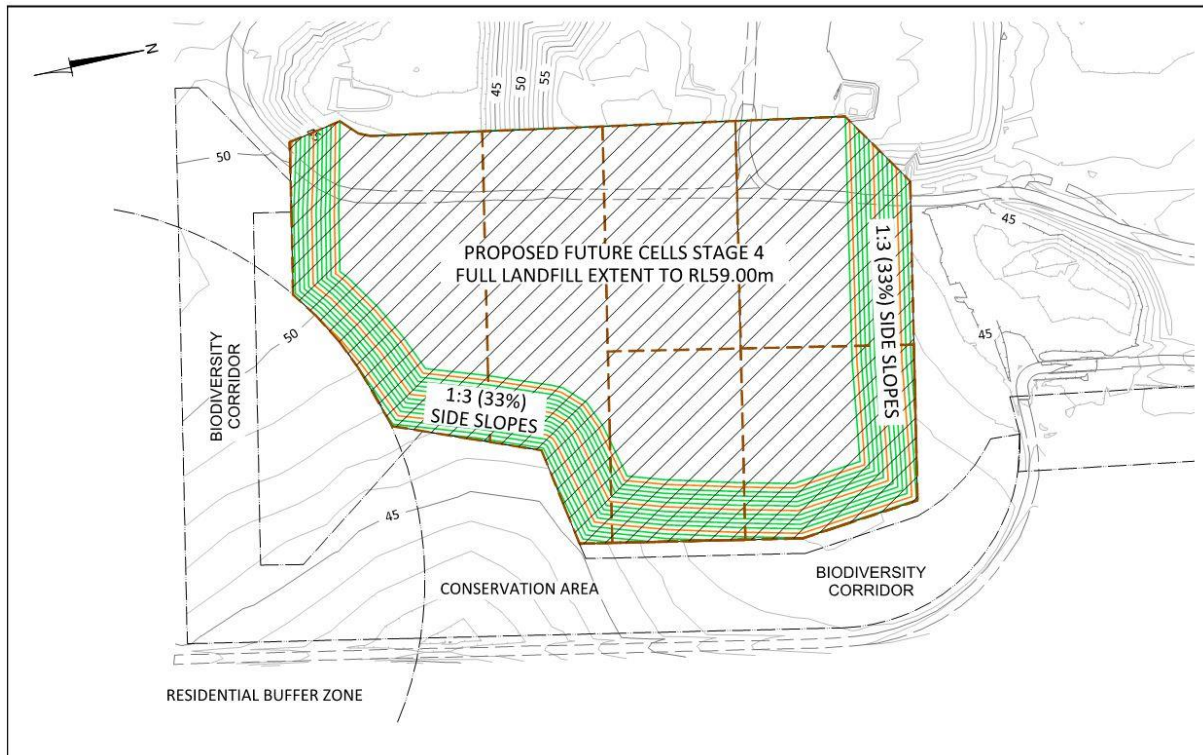 N
45
50
55
50
45
PROPOSED FUTURE CELLS STAGE 4
FULL LANDFILL EXTENT TO RL59.00m
1:3 (33%) SIDE SLOPES
50
45
BIODIVERSITY
CORRIDOR
1:3 (33%)
SIDE SLOPES
45
BIODIVERSITY
CORRIDOR
CONSERVATION AREA
RESIDENTIAL BUFFER ZONE